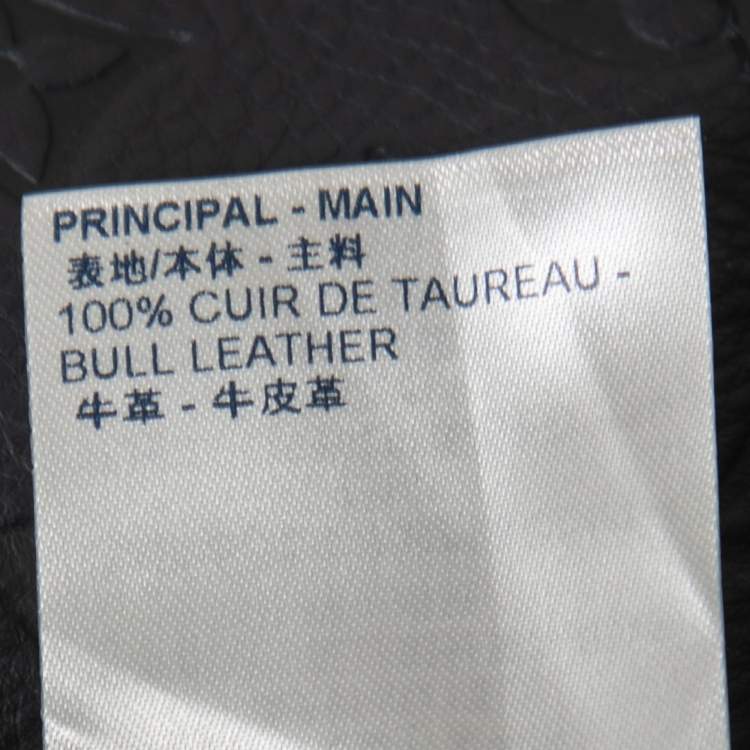 PRINCIPAL - MAIN
表地/本体 - 主料
100% CUIR DE TAUREAU -
BULL LEATHER
牛革 - 牛皮革